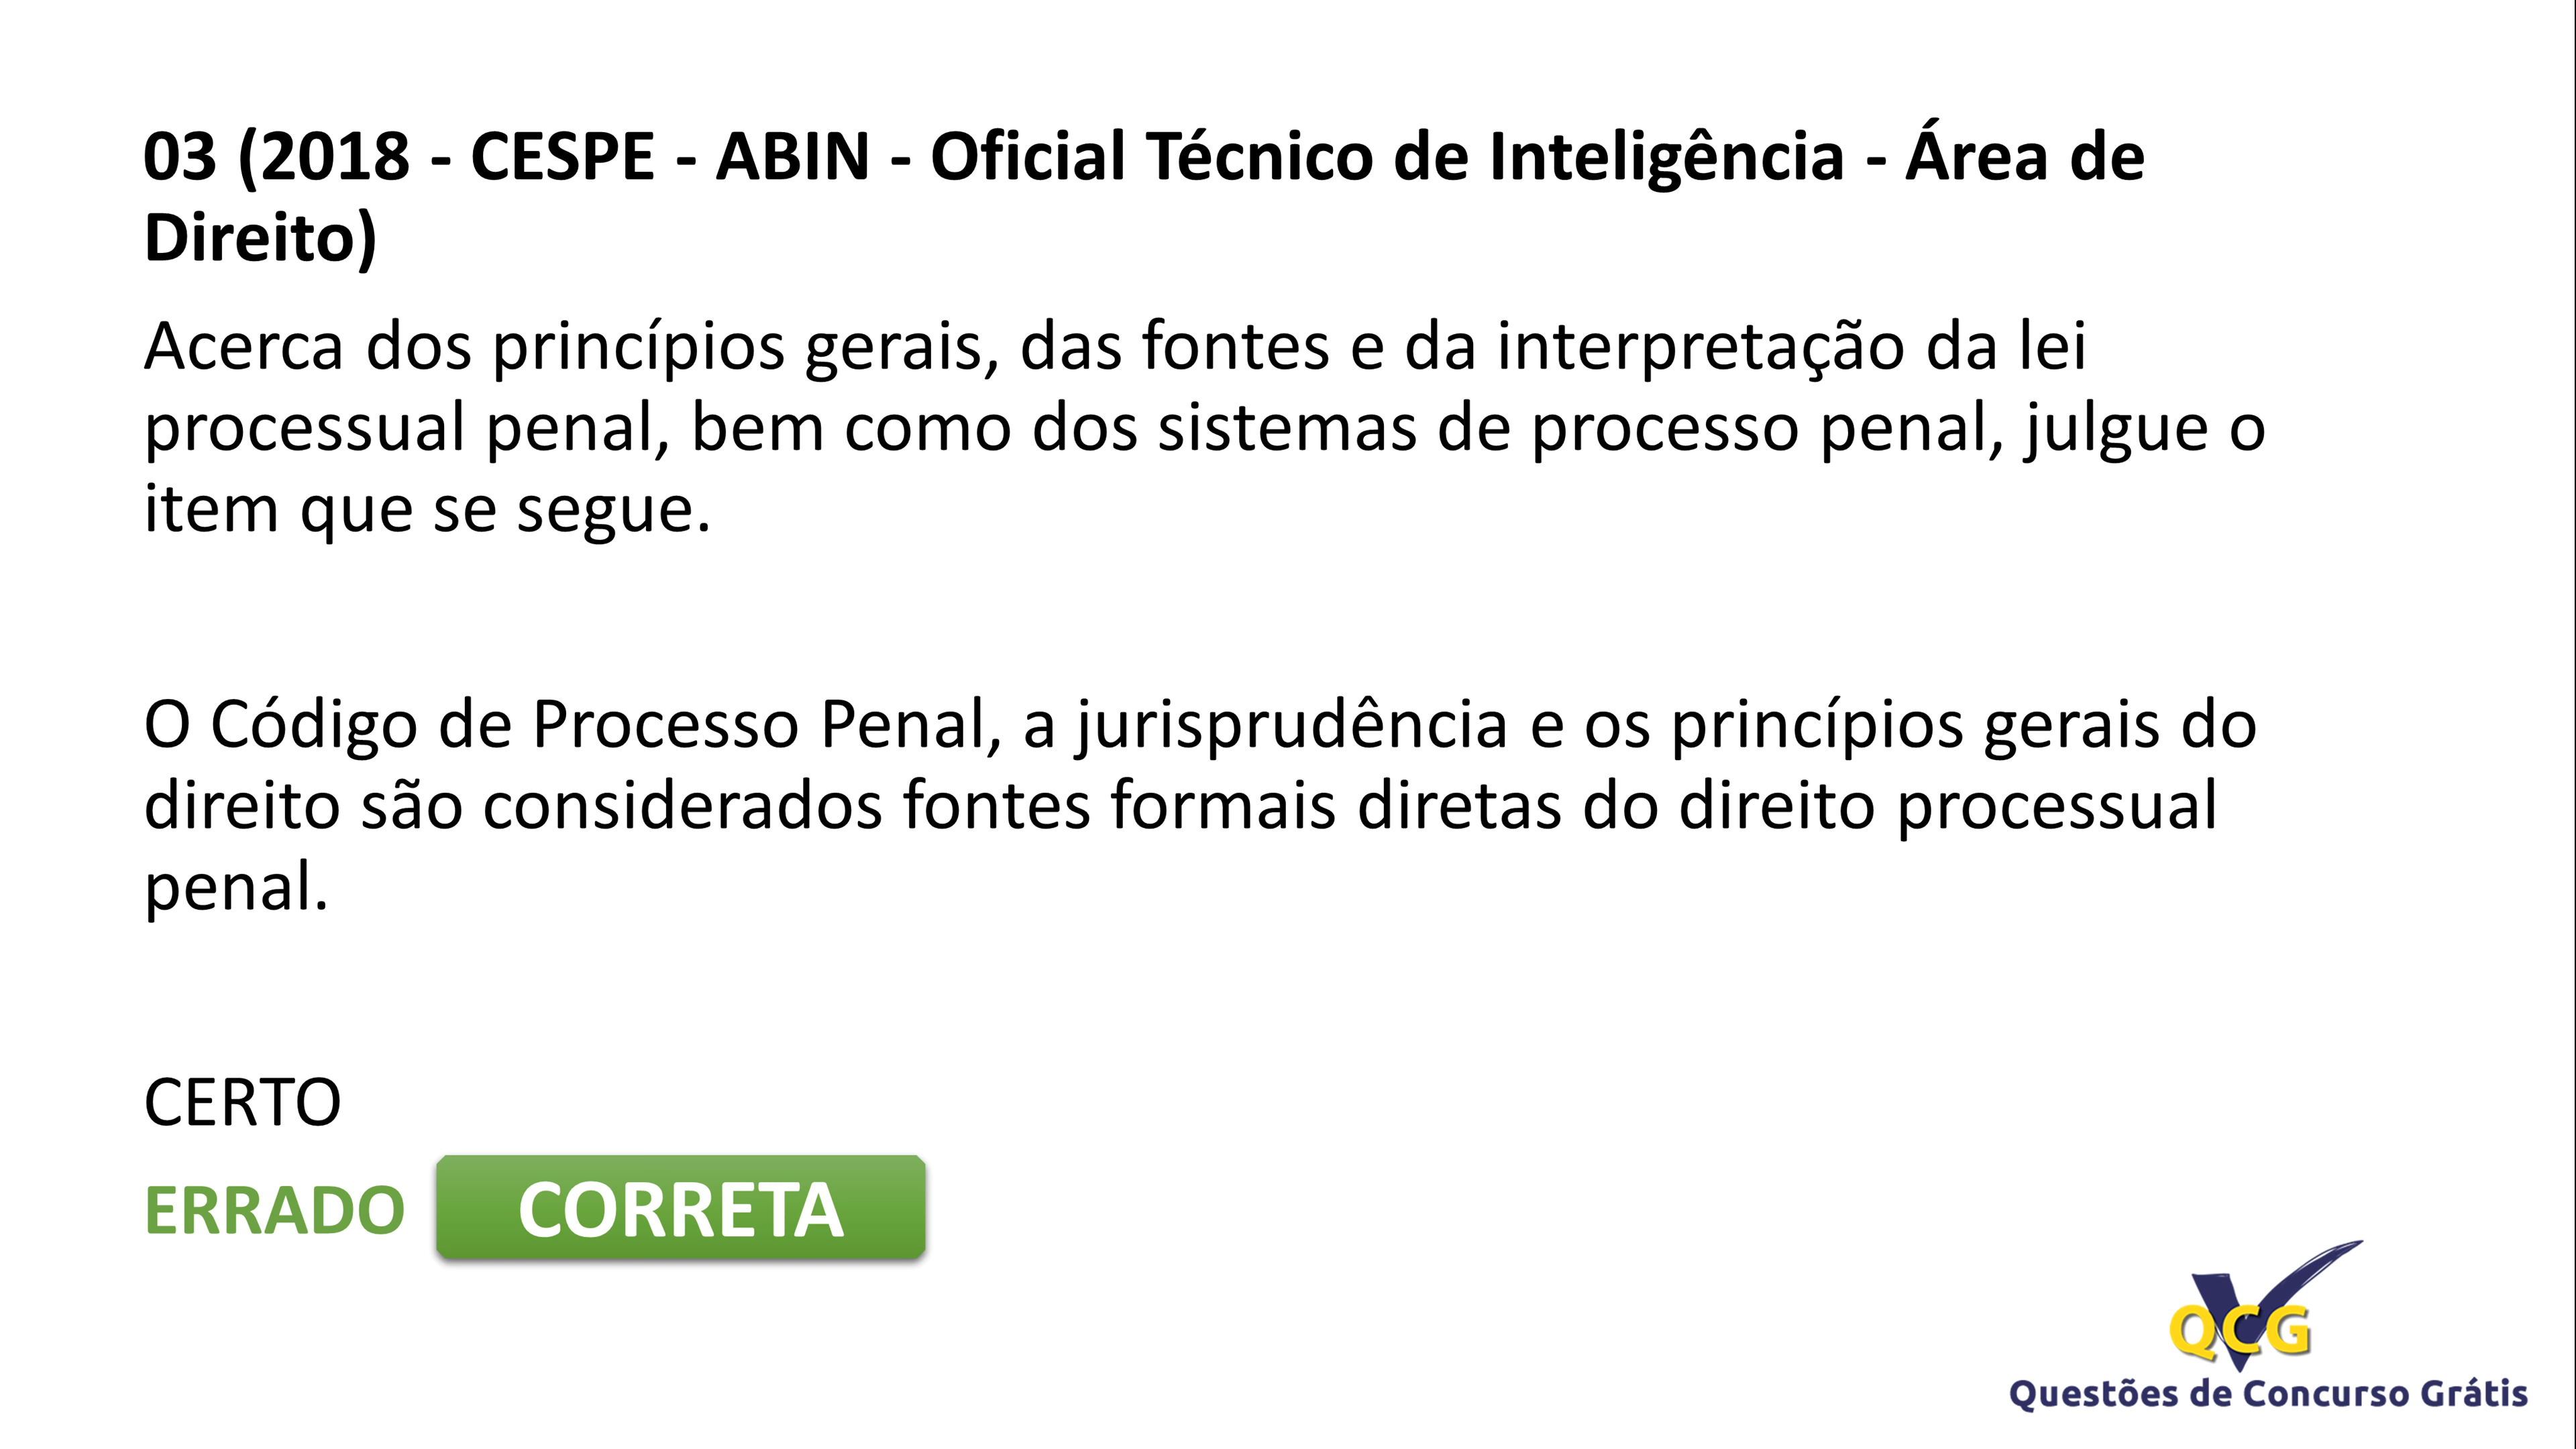 03 (2018 - CESPE - ABIN - Oficial Técnico de Inteligência - Área de
Direito)
Acerca dos princípios gerais, das fontes e da interpretação da lei
processual penal, bem como dos sistemas de processo penal, julgue o
item que se segue.
O Código de Processo Penal, a jurisprudência e os princípios gerais do
direito são considerados fontes formais diretas do direito processual
penal.
CERTO
ERRADO CORRETA
QCG
Questões de Concurso Grátis